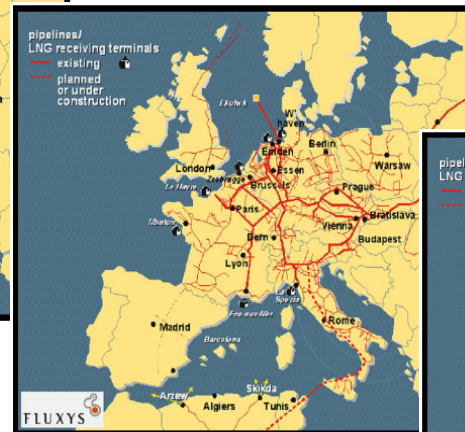 pipelines/
LNG receiving terminals
existing
planned
or under
construction
Ekofisk
W'
haven
Emden
Berlin
London
Zeebrugge
Essen
Warsaw
Le Havre
Brussels
Prague
Paris
Bratislava
Vienna
Budapest
Bern
Lyon
La
Spezia
Fos-sur-Mer
Rome
Madrid
Barcelona
Arzew
Skikda
Algiers
Tunis
FLUXYS
pipel
LNG